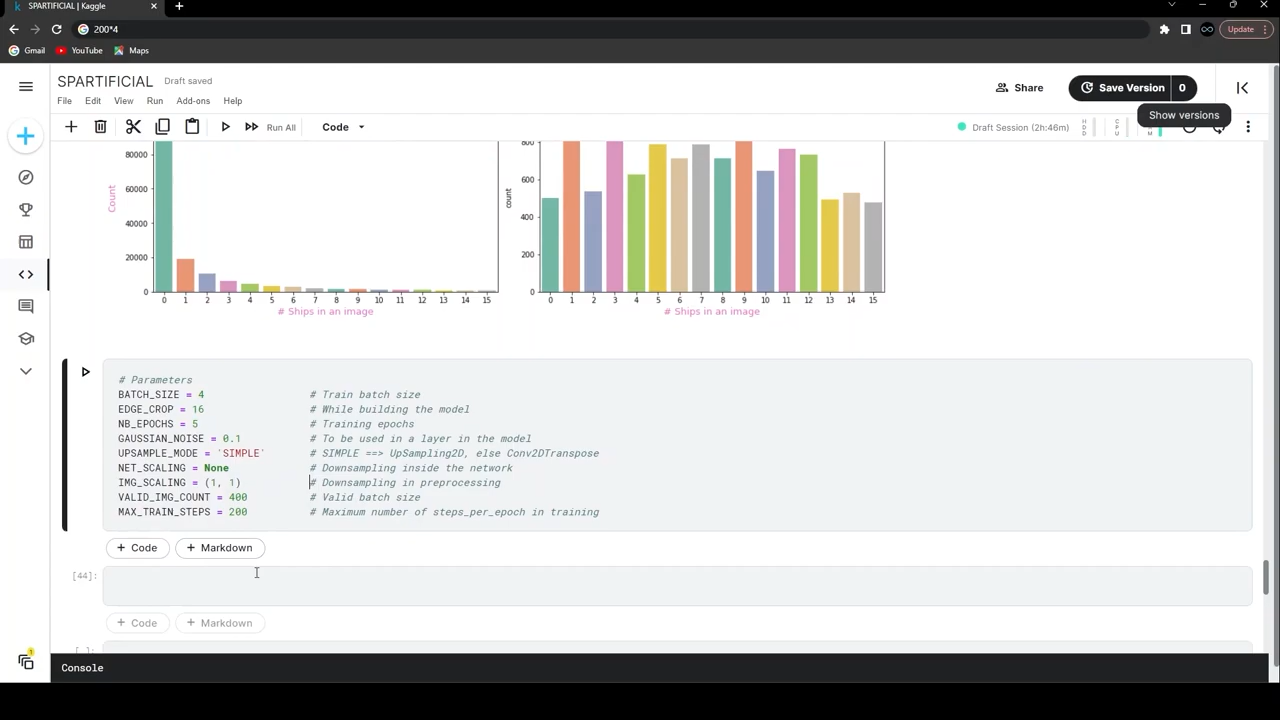 SPARTIFICIAL | Kaggle
200*4
Update
Gmail YouTube Maps
SPARTIFICIAL Draft saved
File Edit View Run Add-ons Help
Share
Save Version 0
Show versions
Run All Code
Draft Session (2h:46m)
HDD
CPU
80000
60000
40000
20000
0
Count
0 1 2 3 4 5 6 7 8 9 10 11 12 13 14 15
# Ships in an image
800
600
400
200
0
count
0 1 2 3 4 5 6 7 8 9 10 11 12 13 14 15
# Ships in an image
# Parameters
BATCH_SIZE = 4 # Train batch size
EDGE_CROP = 16 # While building the model
NB_EPOCHS = 5 # Training epochs
GAUSSIAN_NOISE = 0.1 # To be used in a layer in the model
UPSAMPLE_MODE = 'SIMPLE' # SIMPLE ==> UpSampling2D, else Conv2DTranspose
NET_SCALING = None # Downsampling inside the network
IMG_SCALING = (1, 1) # Downsampling in preprocessing
VALID_IMG_COUNT = 400 # Valid batch size
MAX_TRAIN_STEPS = 200 # Maximum number of steps_per_epoch in training
+ Code + Markdown
[44]:
+ Code + Markdown
[ ]:
1
Console